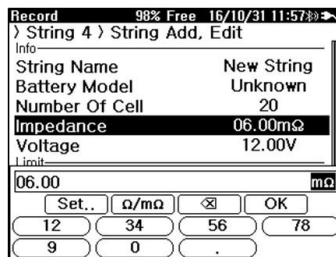 Record 98% Free 16/10/31 11:57
⟩ String 4 ⟩ String Add, Edit
Info
String Name New String
Battery Model Unknown
Number Of Cell 20
Impedance 06.00mΩ
Voltage 12.00V
Limit
06.00 mΩ
Set.. Ω/mΩ ⌫ OK
12 34 56 78
9 0 .